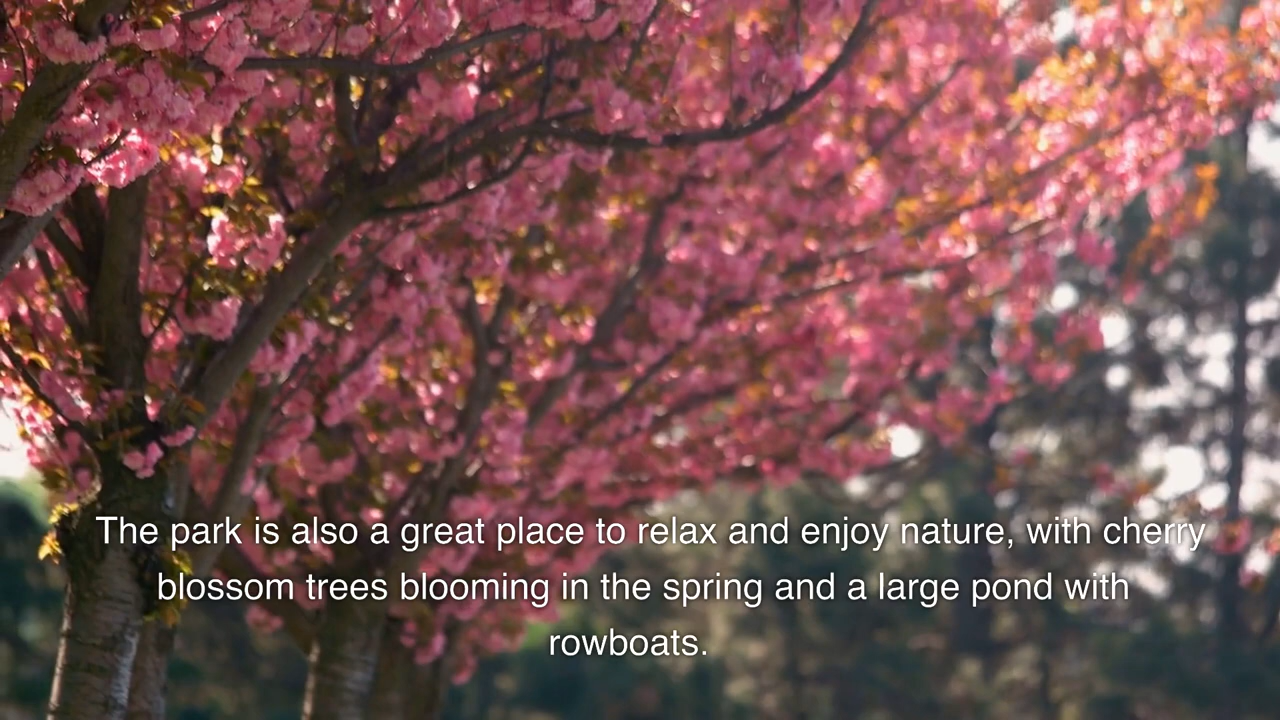 The park is also a great place to relax and enjoy nature, with cherry
blossom trees blooming in the spring and a large pond with
rowboats.